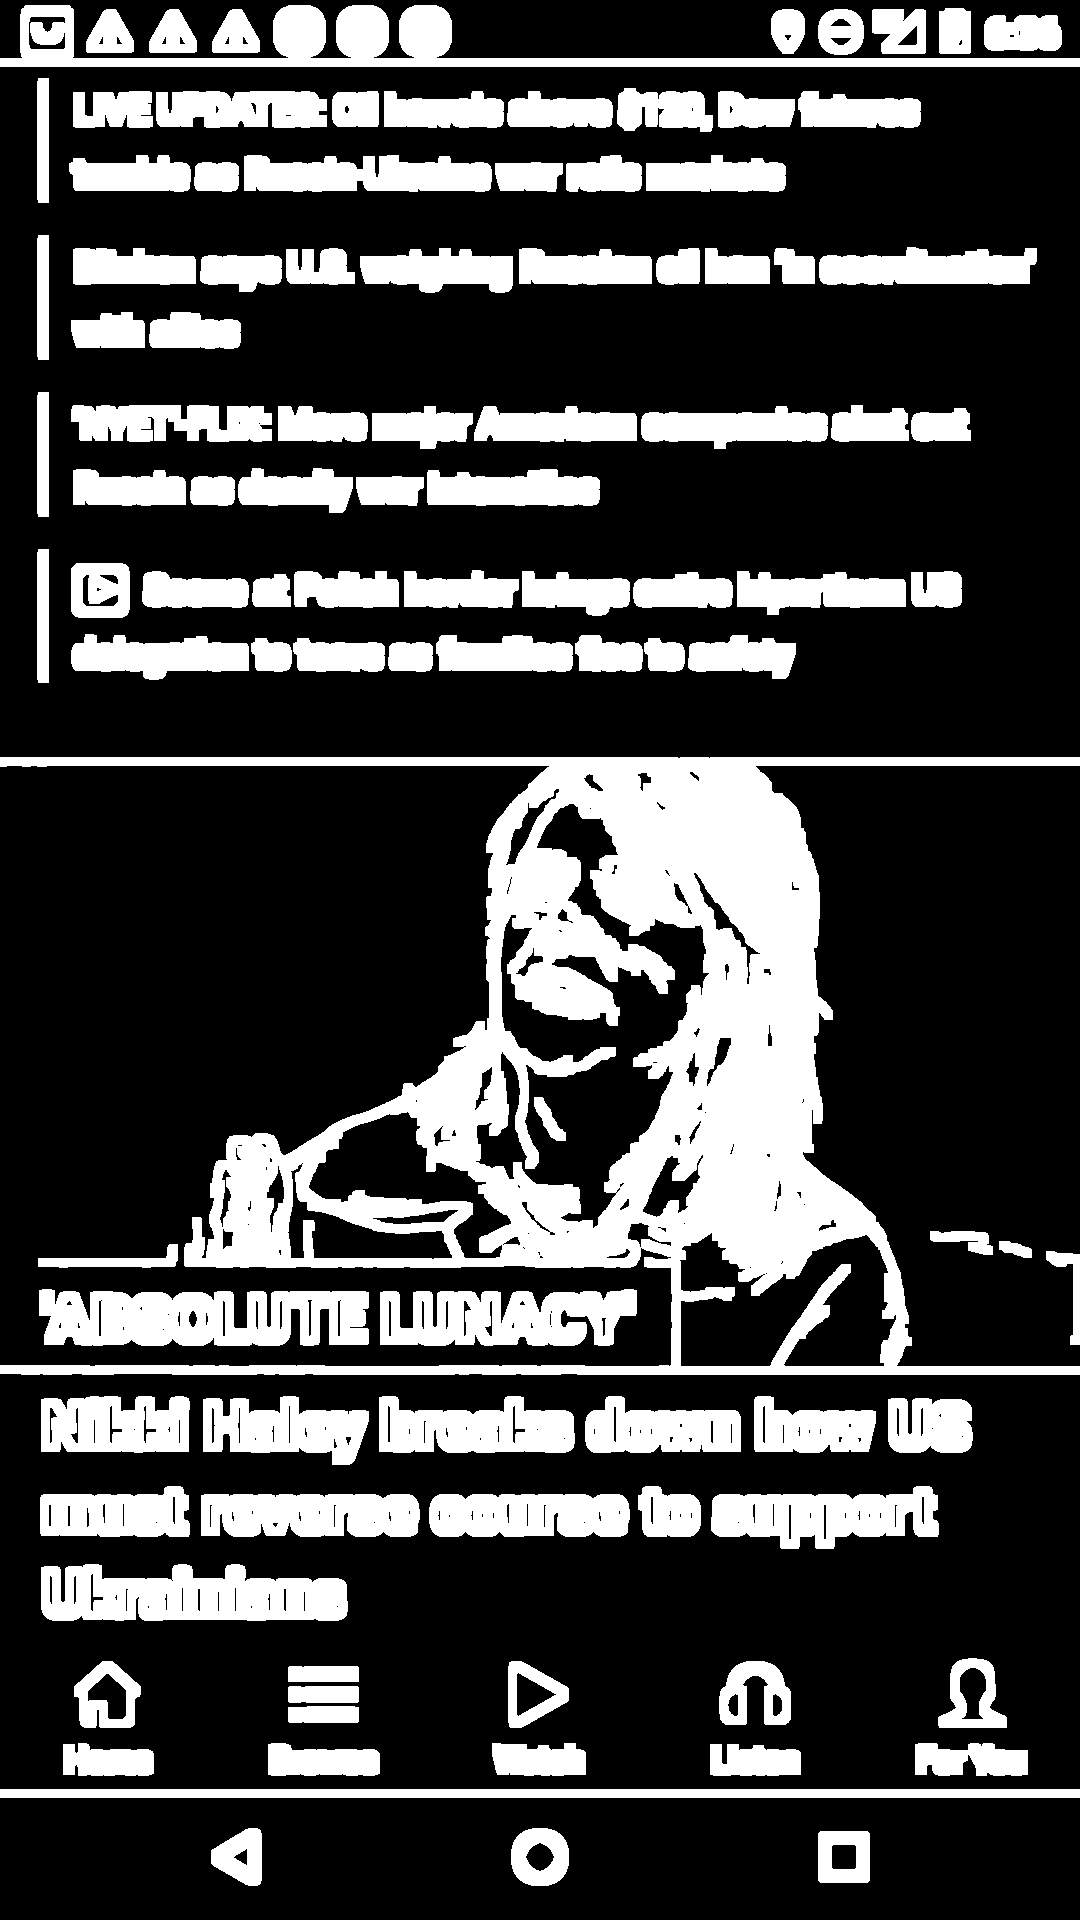 LIVE UPDATES: Oil barrels above $120, Dow futures
tumble as Russia-Ukraine war roils markets
Blinken says U.S. weighing Russian oil ban 'in coordination'
with allies
'NYET'-FLIX: More major American companies shut out
Russia as deadly war intensifies
Scene at Polish border brings entire bipartisan US
delegation to tears as families flee to safety
'ABSOLUTE LUNACY'
Nikki Haley breaks down how US
must reverse course to support
Ukrainians
Home Browse Watch Listen For You